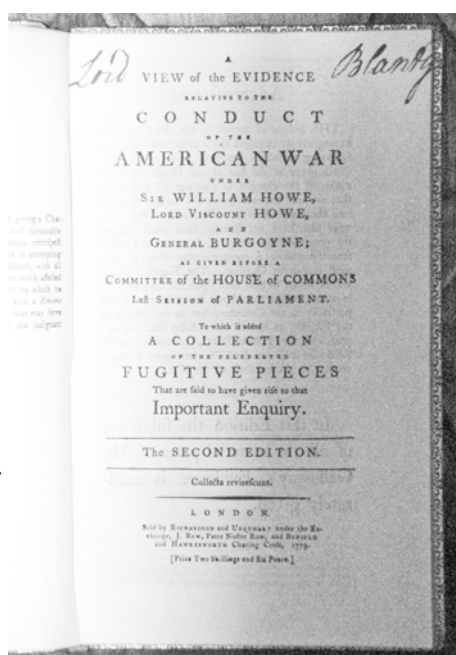 Lord Blandy
A
VIEW of the EVIDENCE
RELATIVE TO THE
CONDUCT
OF THE
AMERICAN WAR
UNDER
SIR WILLIAM HOWE,
LORD VISCOUNT HOWE,
AND
GENERAL BURGOYNE;
AS GIVEN BEFORE A
COMMITTEE of the HOUSE of COMMONS
Laſt SESSION of PARLIAMENT.
To which is added
A COLLECTION
OF THE CELEBRATED
FUGITIVE PIECES
That are ſaid to have given riſe to that
Important Enquiry.
The SECOND EDITION.
Collecta revireſcunt.
LONDON.
Sold by RICHARDSON and URQUHART under the Ex-
change, J. BEW, Pater Noſter Row, and
and HAWKESWORTH Charing Croſs, 1779.
[Price Two Shillings and Six Pence.]